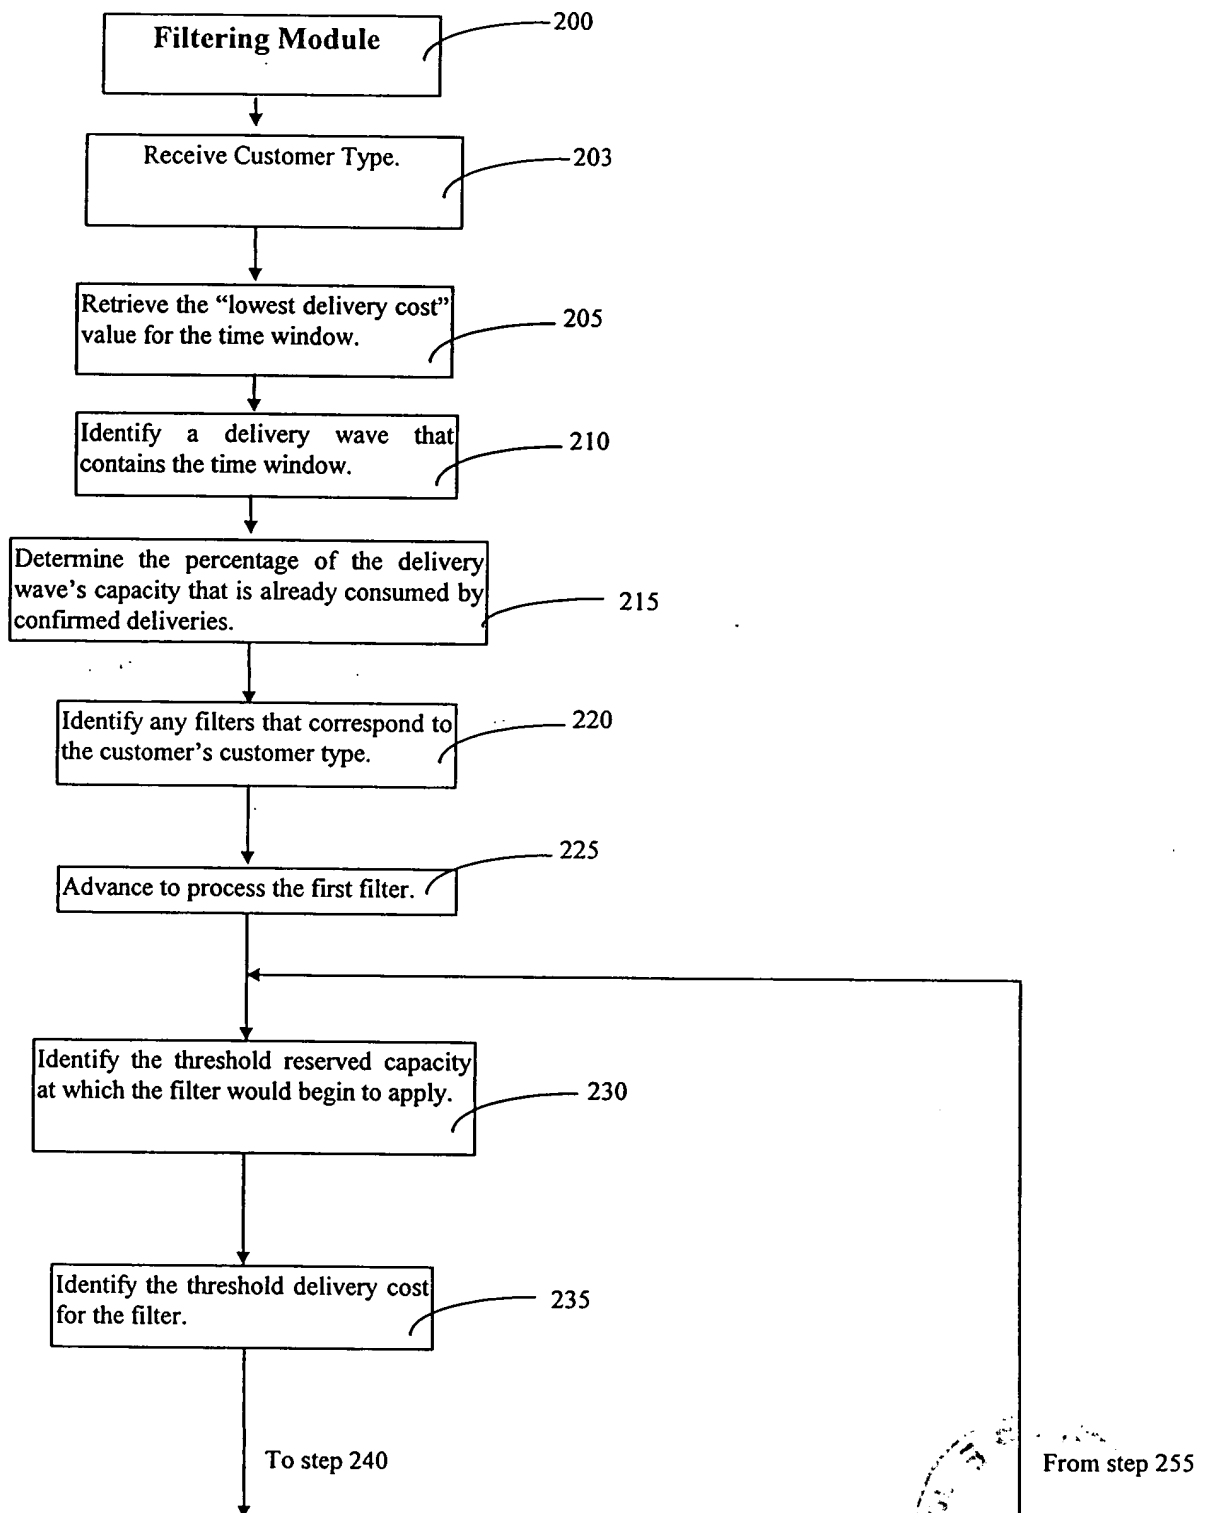 Filtering Module
200
Receive Customer Type.
203
Retrieve the “lowest delivery cost”
value for the time window.
205
Identify a delivery wave that
contains the time window.
210
Determine the percentage of the delivery
wave’s capacity that is already consumed by
confirmed deliveries.
215
Identify any filters that correspond to
the customer’s customer type.
220
Advance to process the first filter.
225
Identify the threshold reserved capacity
at which the filter would begin to apply.
230
Identify the threshold delivery cost
for the filter.
235
To step 240
From step 255